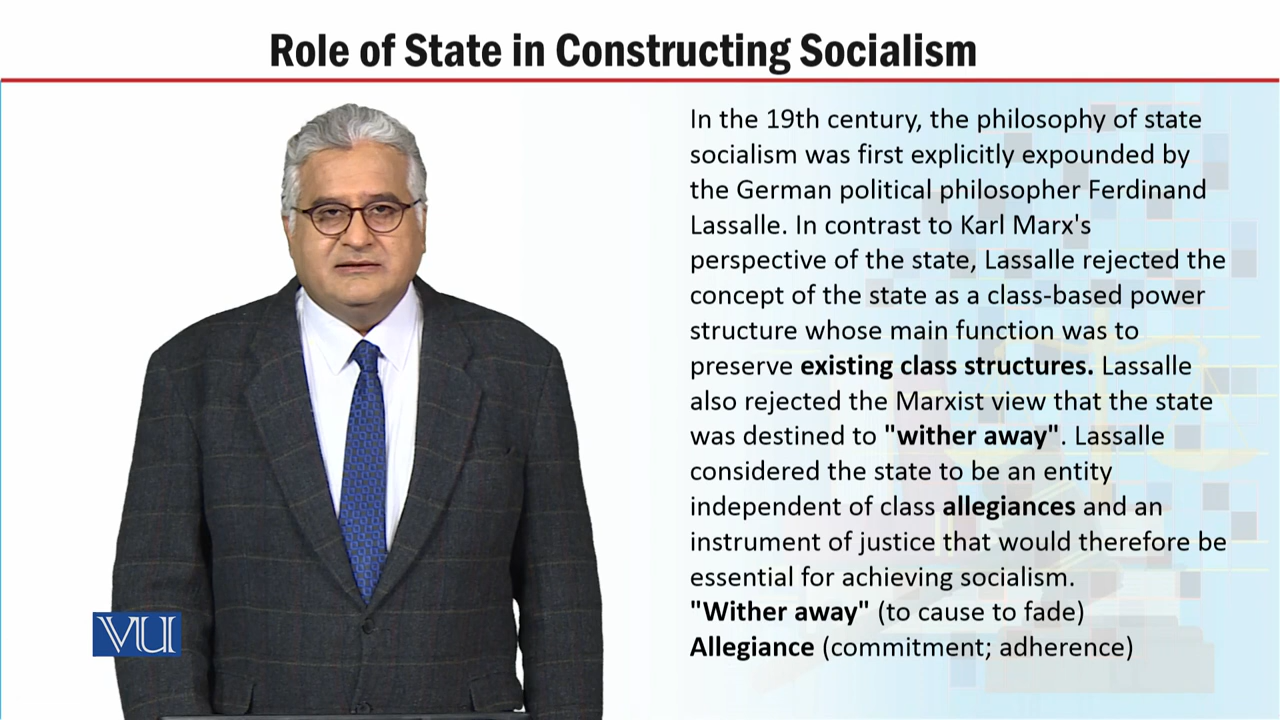 Role of State in Constructing Socialism
In the 19th century, the philosophy of state
socialism was first explicitly expounded by
the German political philosopher Ferdinand
Lassalle. In contrast to Karl Marx's
perspective of the state, Lassalle rejected the
concept of the state as a class-based power
structure whose main function was to
preserve existing class structures. Lassalle
also rejected the Marxist view that the state
was destined to "wither away". Lassalle
considered the state to be an entity
independent of class allegiances and an
instrument of justice that would therefore be
essential for achieving socialism.
"Wither away" (to cause to fade)
Allegiance (commitment; adherence)
VU